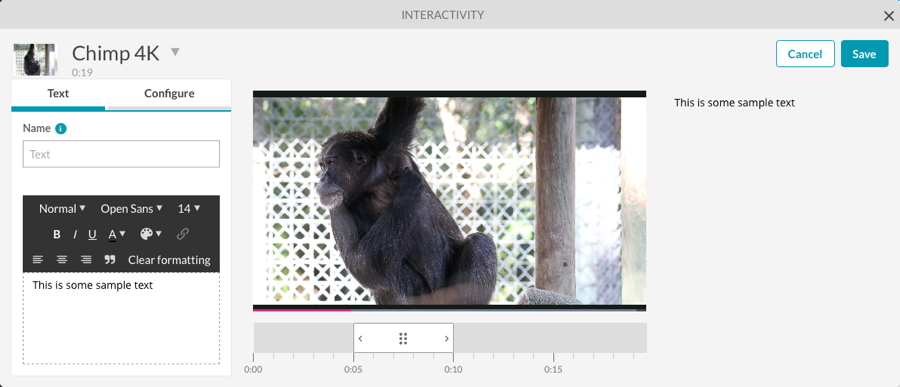 INTERACTIVITY
Chimp 4K
0:19
Cancel
Save
Text
Configure
Name
Text
Normal
Open Sans
14
B I U A
Clear formatting
This is some sample text
This is some sample text
0:00
0:05
0:10
0:15